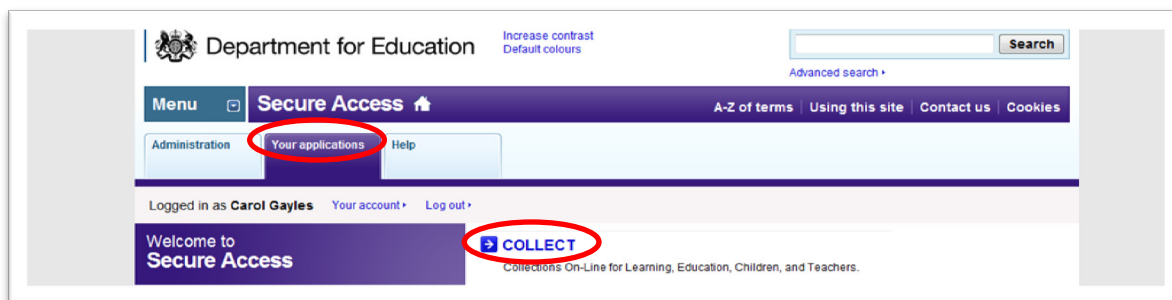 Department for Education
Increase contrast
Default colours
Search
Advanced search
Menu
Secure Access
A-Z of terms | Using this site | Contact us | Cookies
Administration
Your applications
Help
Logged in as Carol Gayles Your account Log out
Welcome to
Secure Access
COLLECT
Collections On-Line for Learning, Education, Children, and Teachers.